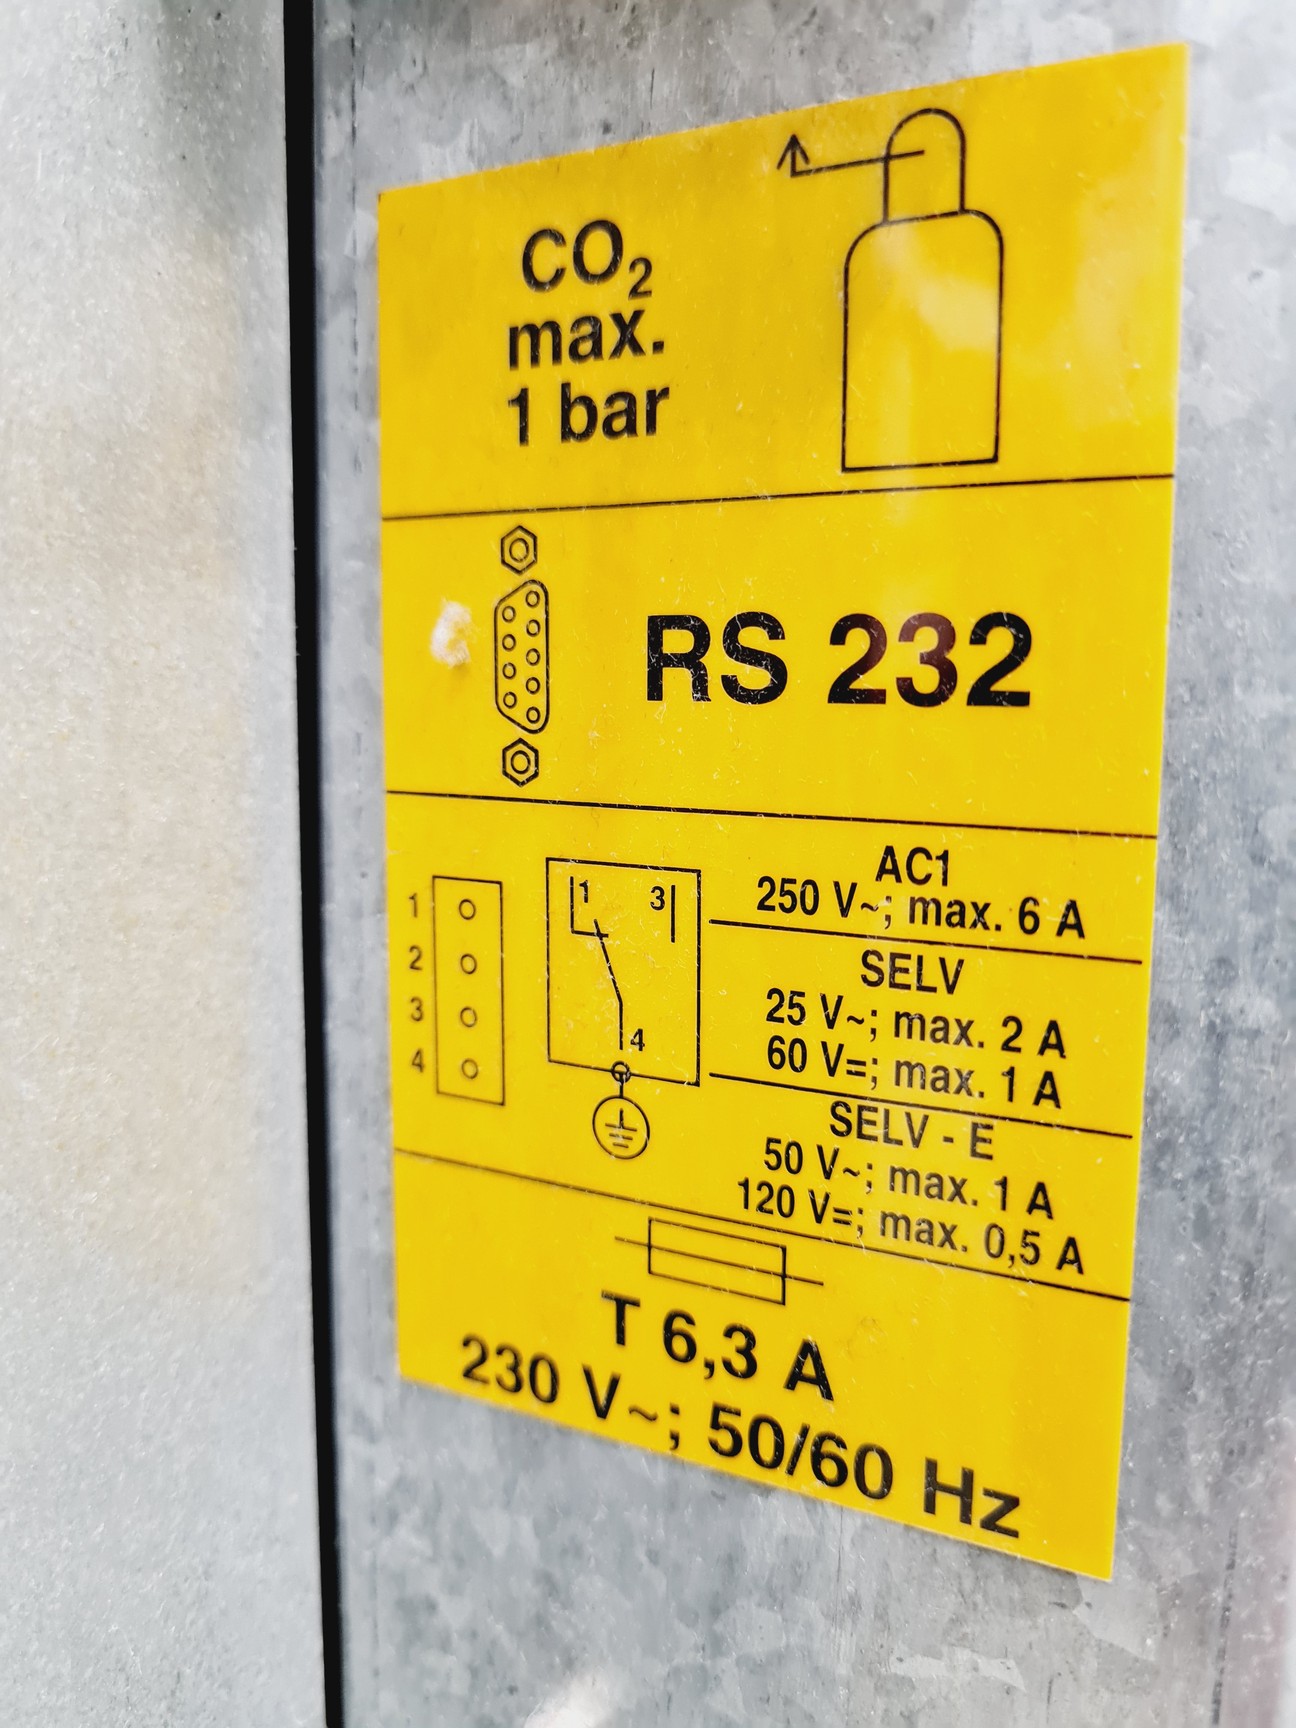 CO₂
max.
1 bar
RS 232
1
2
3
4
1 3
4
AC1
250 V~; max. 6 A
SELV
25 V~; max. 2 A
60 V=; max. 1 A
SELV - E
50 V~; max. 1 A
120 V=; max. 0,5 A
T 6,3 A
230 V~; 50/60 Hz